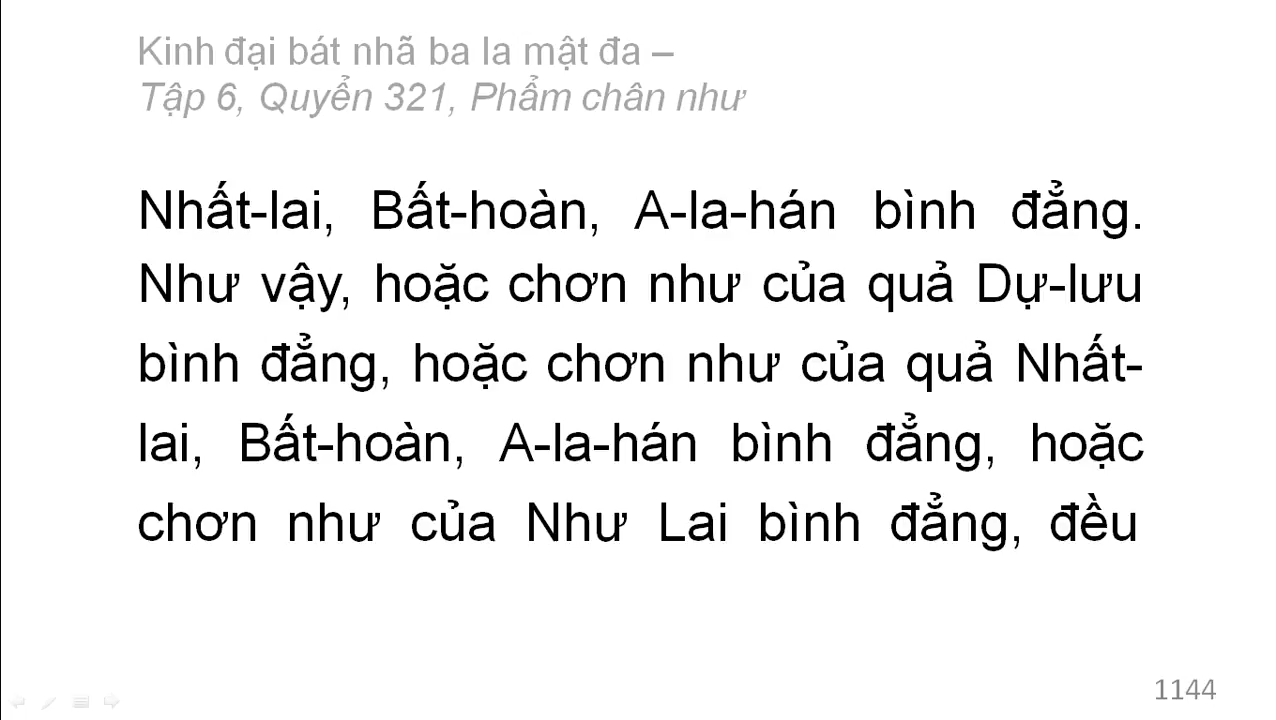 Kinh đại bát nhã ba la mật đa –
Tập 6, Quyển 321, Phẩm chân như
Nhất-lai, Bất-hoàn, A-la-hán bình đẳng.
Như vậy, hoặc chơn như của quả Dự-lưu
bình đẳng, hoặc chơn như của quả Nhất-
lai, Bất-hoàn, A-la-hán bình đẳng, hoặc
chơn như của Như Lai bình đẳng, đều
1144